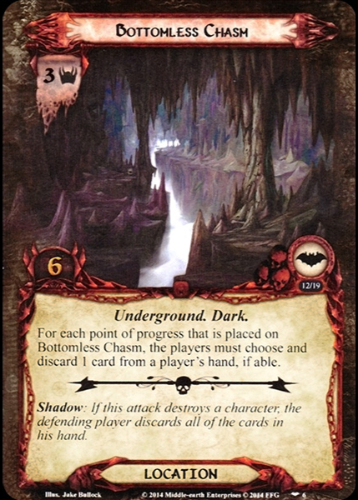 BOTTOMLESS CHASM
3
6
12/19
Underground. Dark.
For each point of progress that is placed on
Bottomless Chasm, the players must choose and
discard 1 card from a player's hand, if able.
Shadow: If this attack destroys a character, the
defending player discards all of the cards in
his hand.
LOCATION
Illus. Jake Bullock © 2014 Middle-earth Enterprises © 2014 EFG 6